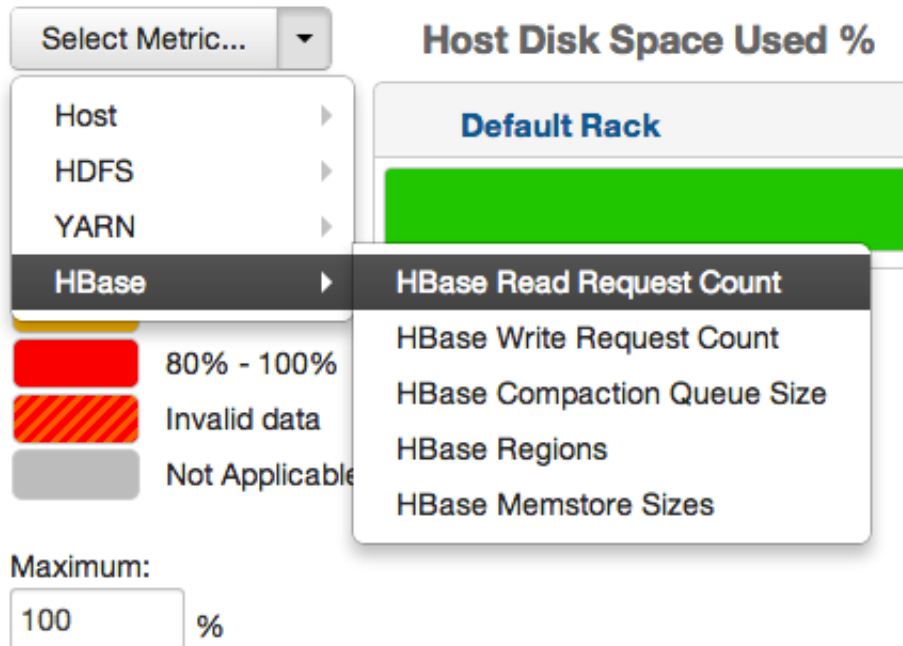 Select Metric...
Host Disk Space Used %
Host
HDFS
YARN
HBase
Default Rack
HBase Read Request Count
HBase Write Request Count
HBase Compaction Queue Size
HBase Regions
HBase Memstore Sizes
80% - 100%
Invalid data
Not Applicable
Maximum:
100 %